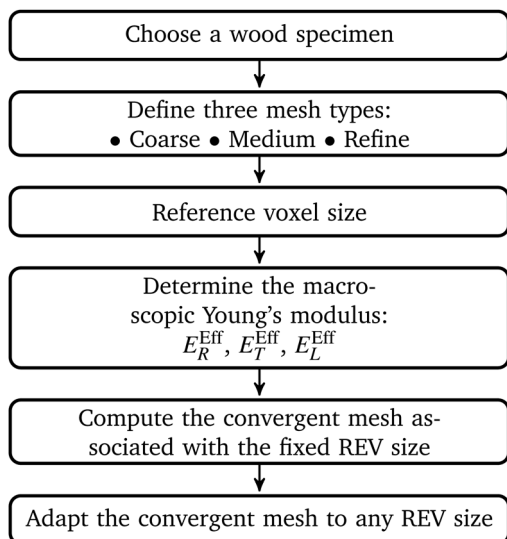 Choose a wood specimen
Define three mesh types:
• Coarse • Medium • Refine
Reference voxel size
Determine the macro-
scopic Young's modulus:
E_R^Eff, E_T^Eff, E_L^Eff
Compute the convergent mesh as-
sociated with the fixed REV size
Adapt the convergent mesh to any REV size